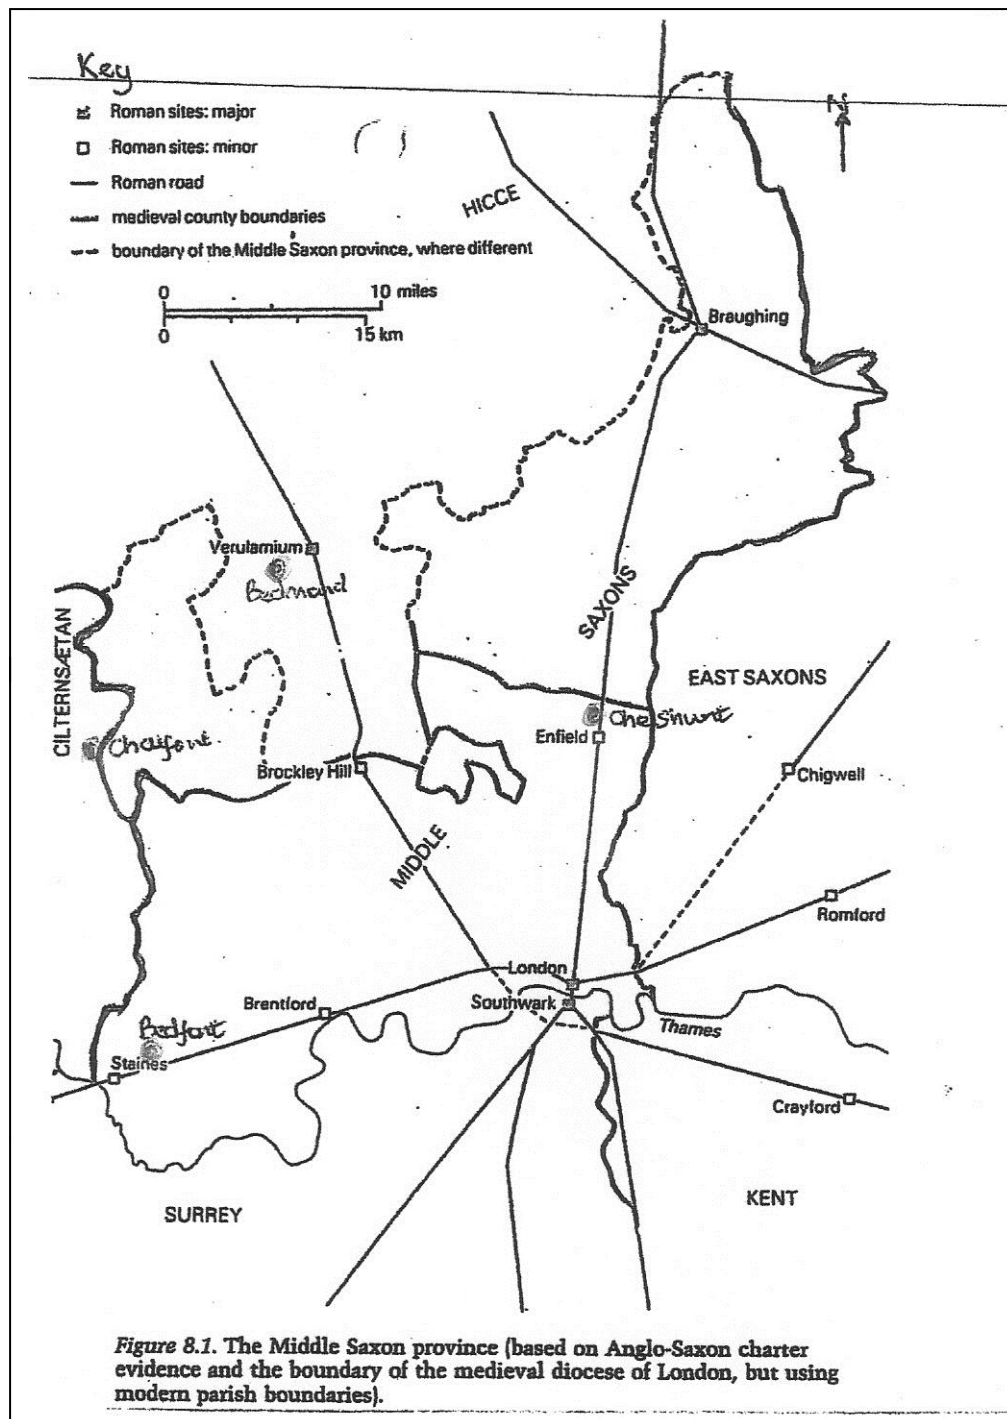 Key
Roman sites: major
Roman sites: minor
Roman road
medieval county boundaries
boundary of the Middle Saxon province, where different
0 10 miles
0 15 km
N
HICCE
Braughing
Verulamium
Bedmond
CILTERNSÆTAN
SAXONS
EAST SAXONS
Cheshunt
Chalfont
Enfield
Brockley Hill
Chigwell
MIDDLE
Romford
London
Brentford
Southwark
Bedfont
Thames
Staines
Crayford
KENT
SURREY
Figure 8.1. The Middle Saxon province (based on Anglo-Saxon charter
evidence and the boundary of the medieval diocese of London, but using
modern parish boundaries).